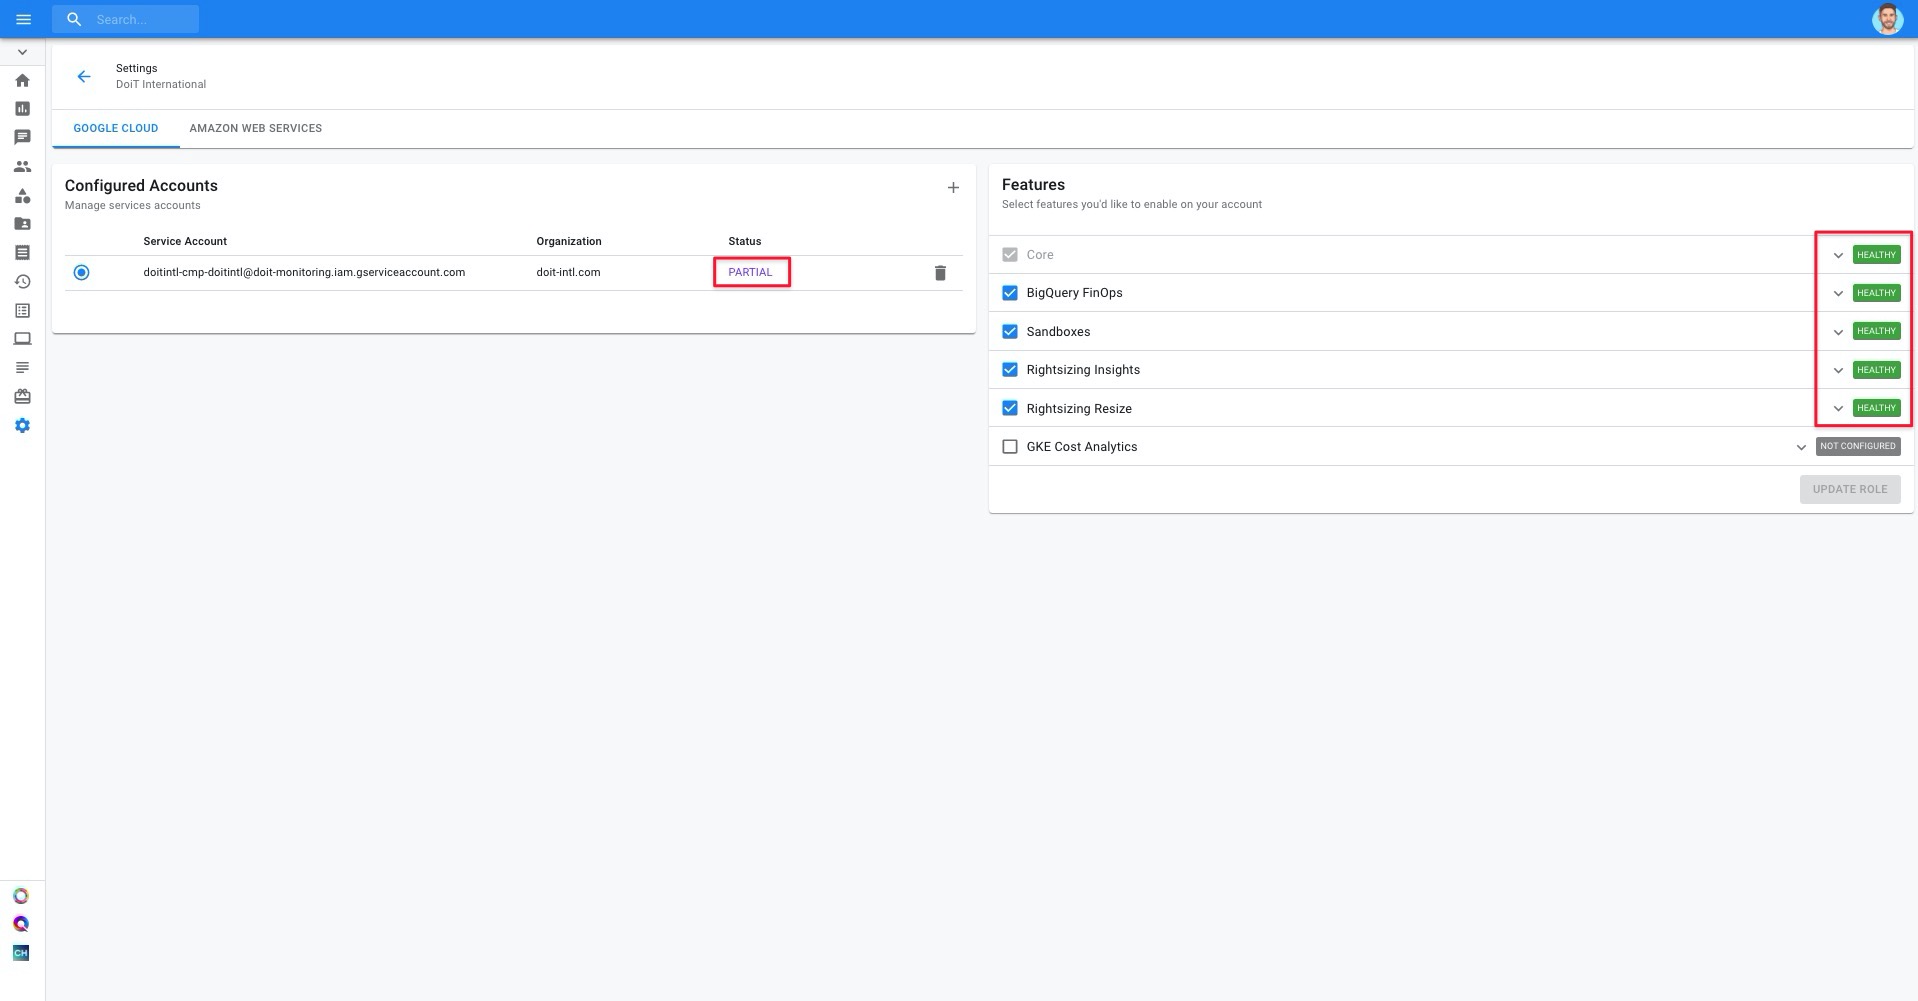 Search...
Settings
DoiT International
GOOGLE CLOUD
AMAZON WEB SERVICES
Configured Accounts
Manage services accounts
Service Account Organization Status
doitintl-cmp-doitintl@doit-monitoring.iam.gserviceaccount.com doit-intl.com PARTIAL
Features
Select features you'd like to enable on your account
Core HEALTHY
BigQuery FinOps HEALTHY
Sandboxes HEALTHY
Rightsizing Insights HEALTHY
Rightsizing Resize HEALTHY
GKE Cost Analytics NOT CONFIGURED
UPDATE ROLE
CH